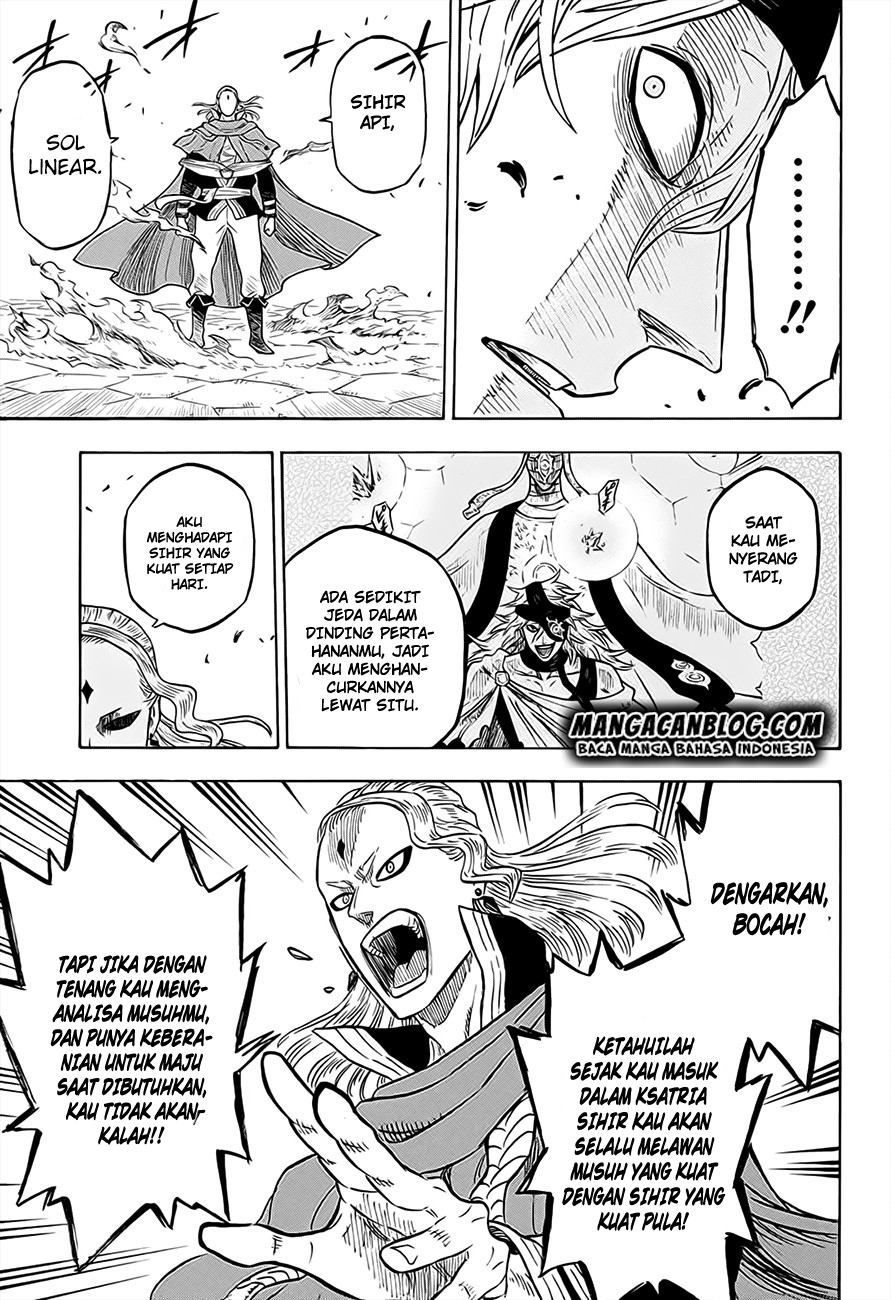 .......!!
SIHIR
API,
SOL
LINEAR.
SAAT
KAU ME-
NYERANG
TADI,
ADA SEDIKIT
JEDA DALAM
DINDING PERTA-
HANANMU, JADI
AKU MENGHAN-
CURKANNYA
LEWAT SITU.
MANGACANBLOG.COM
BACA MANGA BAHASA INDONESIA
AKU
MENGHADAPI
SIHIR YANG
KUAT SETIAP
HARI.
DENGARKAN,
BOCAH!
KETAHUILAH
SEJAK KAU MASUK
DALAM KSATRIA
SIHIR KAU AKAN
SELALU MELAWAN
MUSUH YANG KUAT
DENGAN SIHIR YANG
KUAT PULA!
TAPI JIKA DENGAN
TENANG KAU MENG-
ANALISA MUSUHMU,
DAN PUNYA KEBERA-
NIAN UNTUK MAJU
SAAT DIBUTUHKAN,
KAU TIDAK AKAN-
KALAH!!